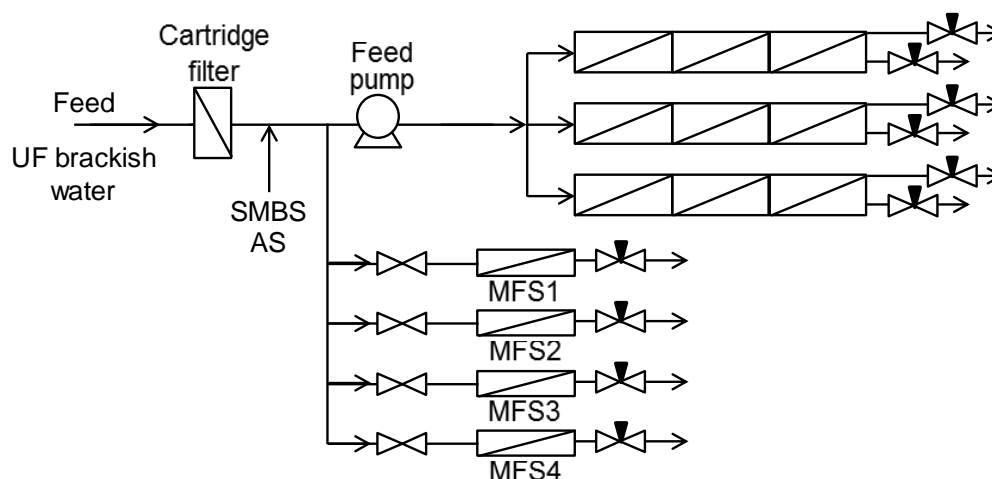 Cartridge
filter
Feed
pump
Feed
UF brackish
water
SMBS
AS
MFS1
MFS2
MFS3
MFS4